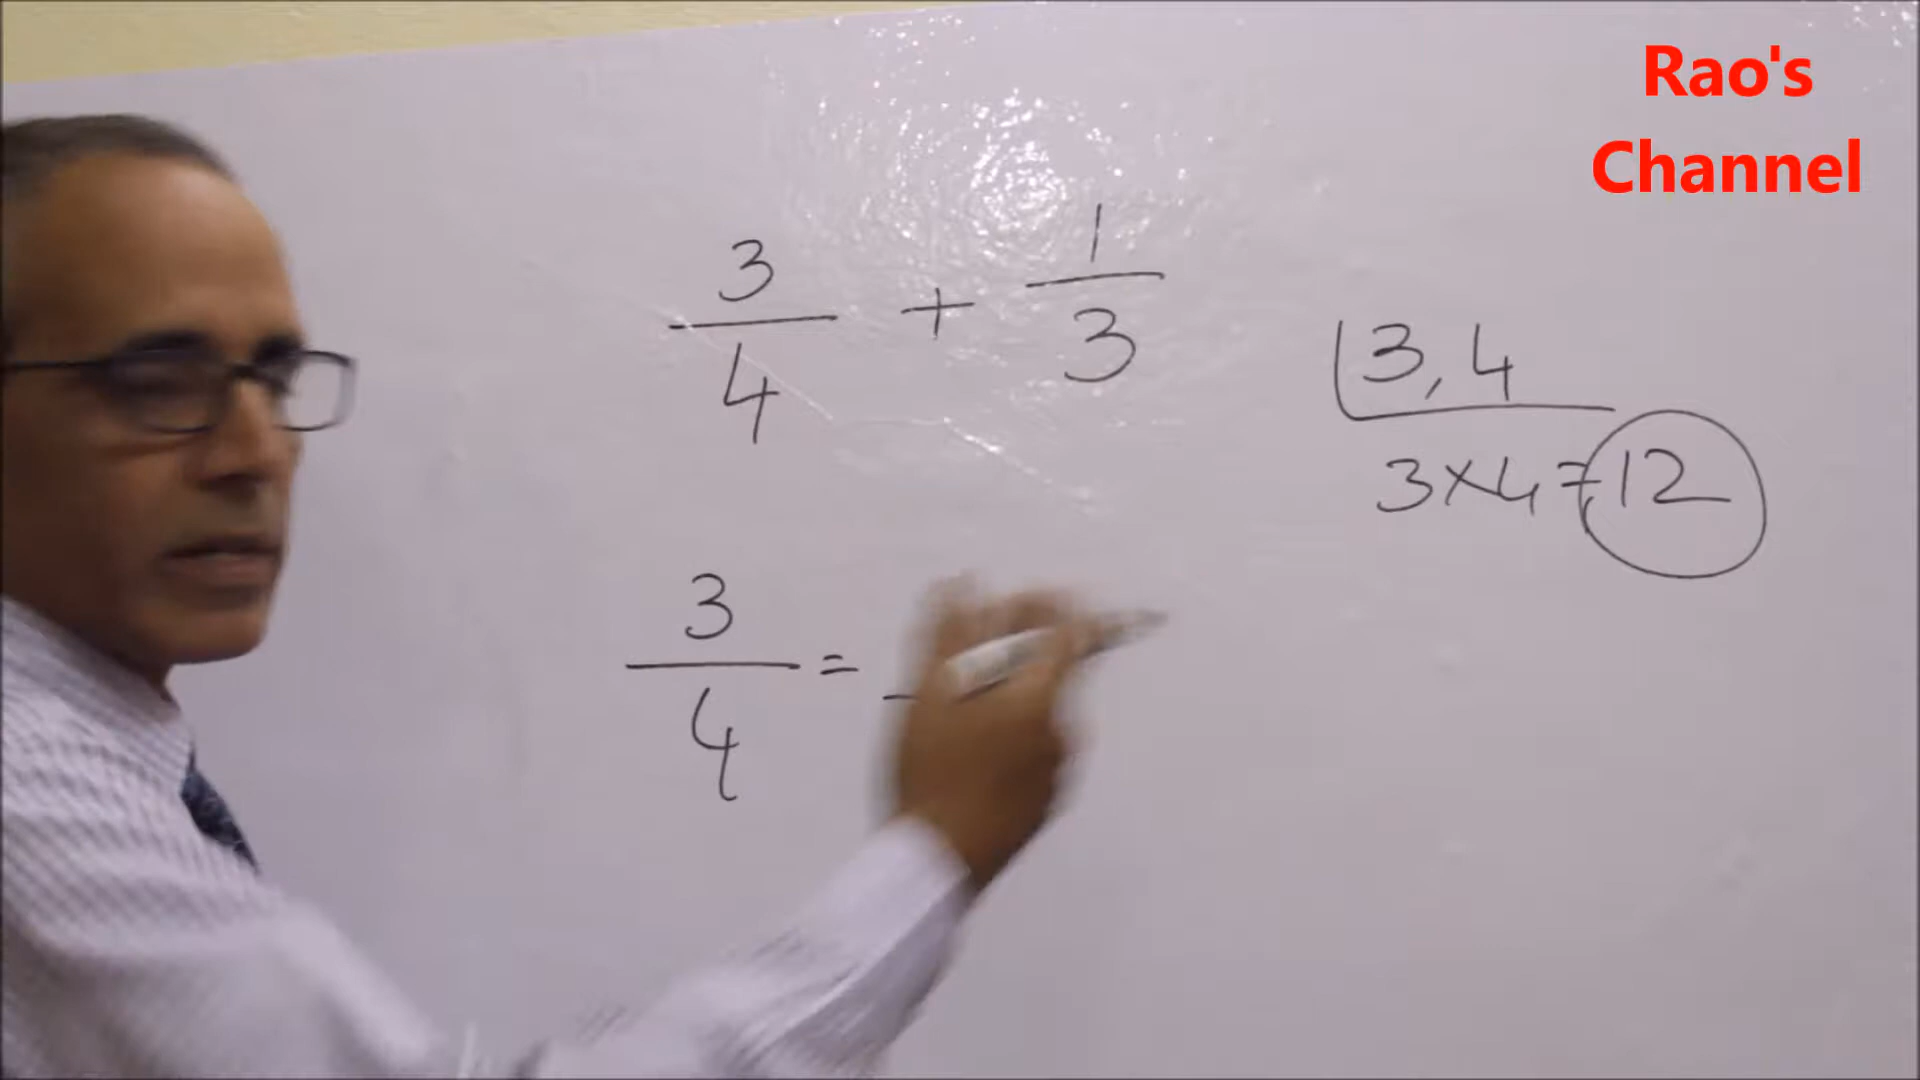 Rao's
Channel
3/4 + 1/3
3, 4
3×4=12
3/4 =